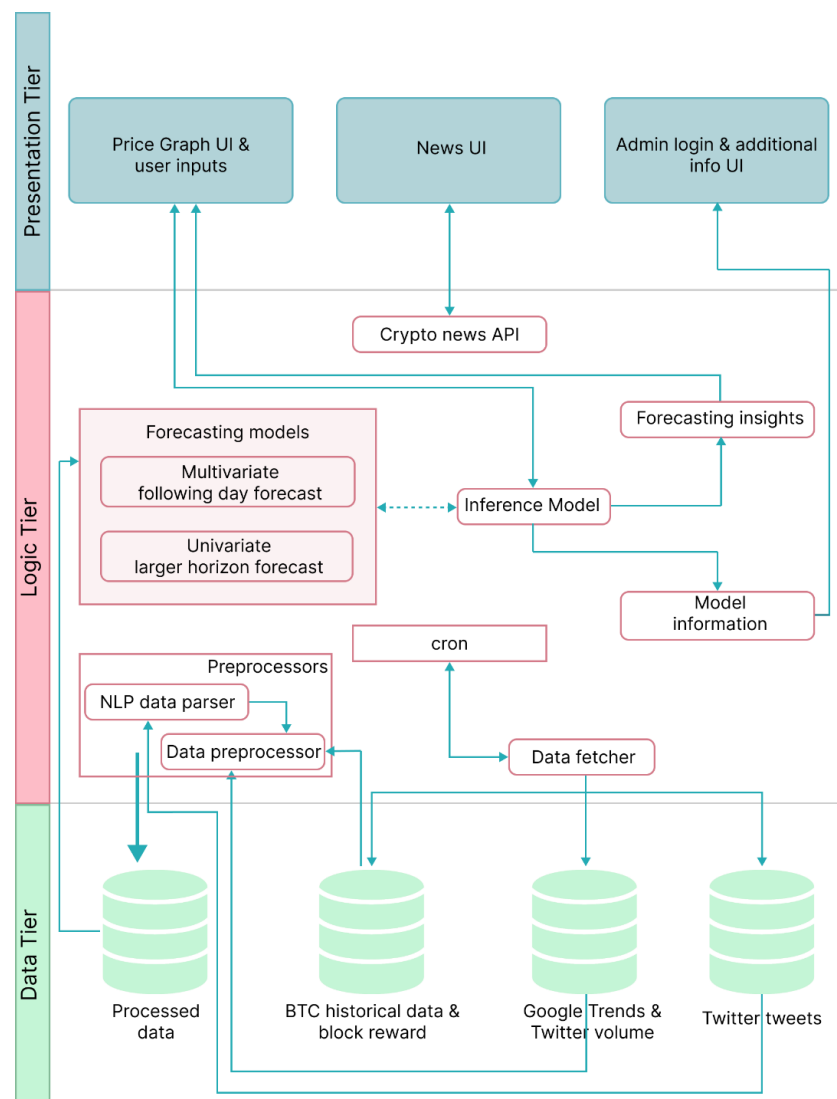 Presentation Tier
Price Graph UI &
user inputs
News UI
Admin login & additional
info UI
Logic Tier
Crypto news API
Forecasting insights
Forecasting models
Multivariate
following day forecast
Univariate
larger horizon forecast
Inference Model
Model
information
cron
Preprocessors
NLP data parser
Data preprocessor
Data fetcher
Data Tier
Processed
data
BTC historical data &
block reward
Google Trends &
Twitter volume
Twitter tweets